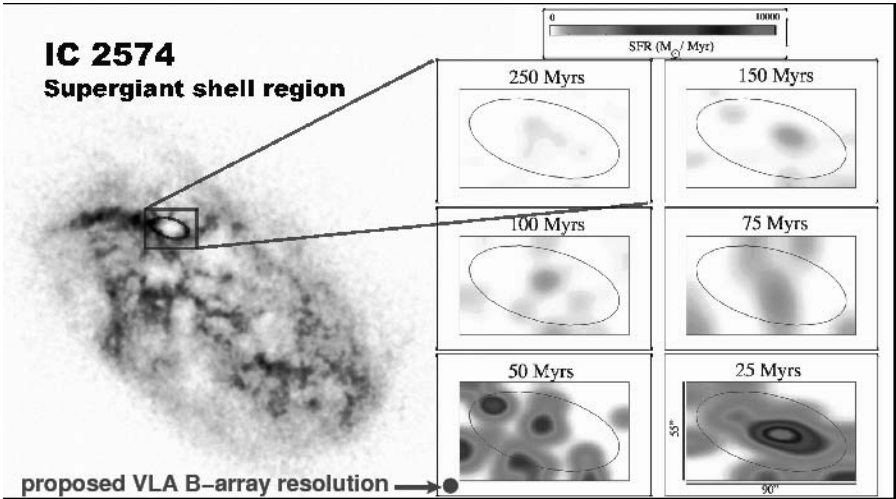 IC 2574
Supergiant shell region
0 10000
SFR (M⊙/ Myr)
250 Myrs
150 Myrs
100 Myrs
75 Myrs
50 Myrs
25 Myrs
55"
90"
proposed VLA B-array resolution